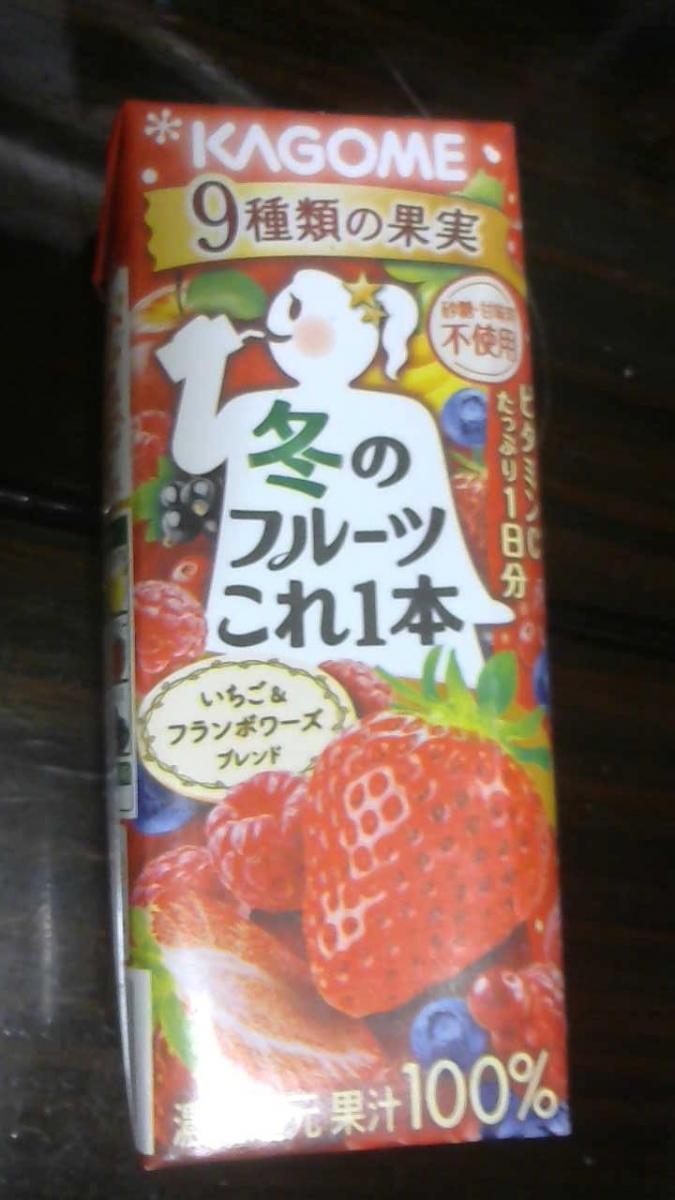 KAGOME
9種類の果実
砂糖・甘味料
不使用
ビタミンC
たっぷり1日分
冬の
フルーツ
これ1本
いちご&
フランボワーズ
ブレンド
果汁100%